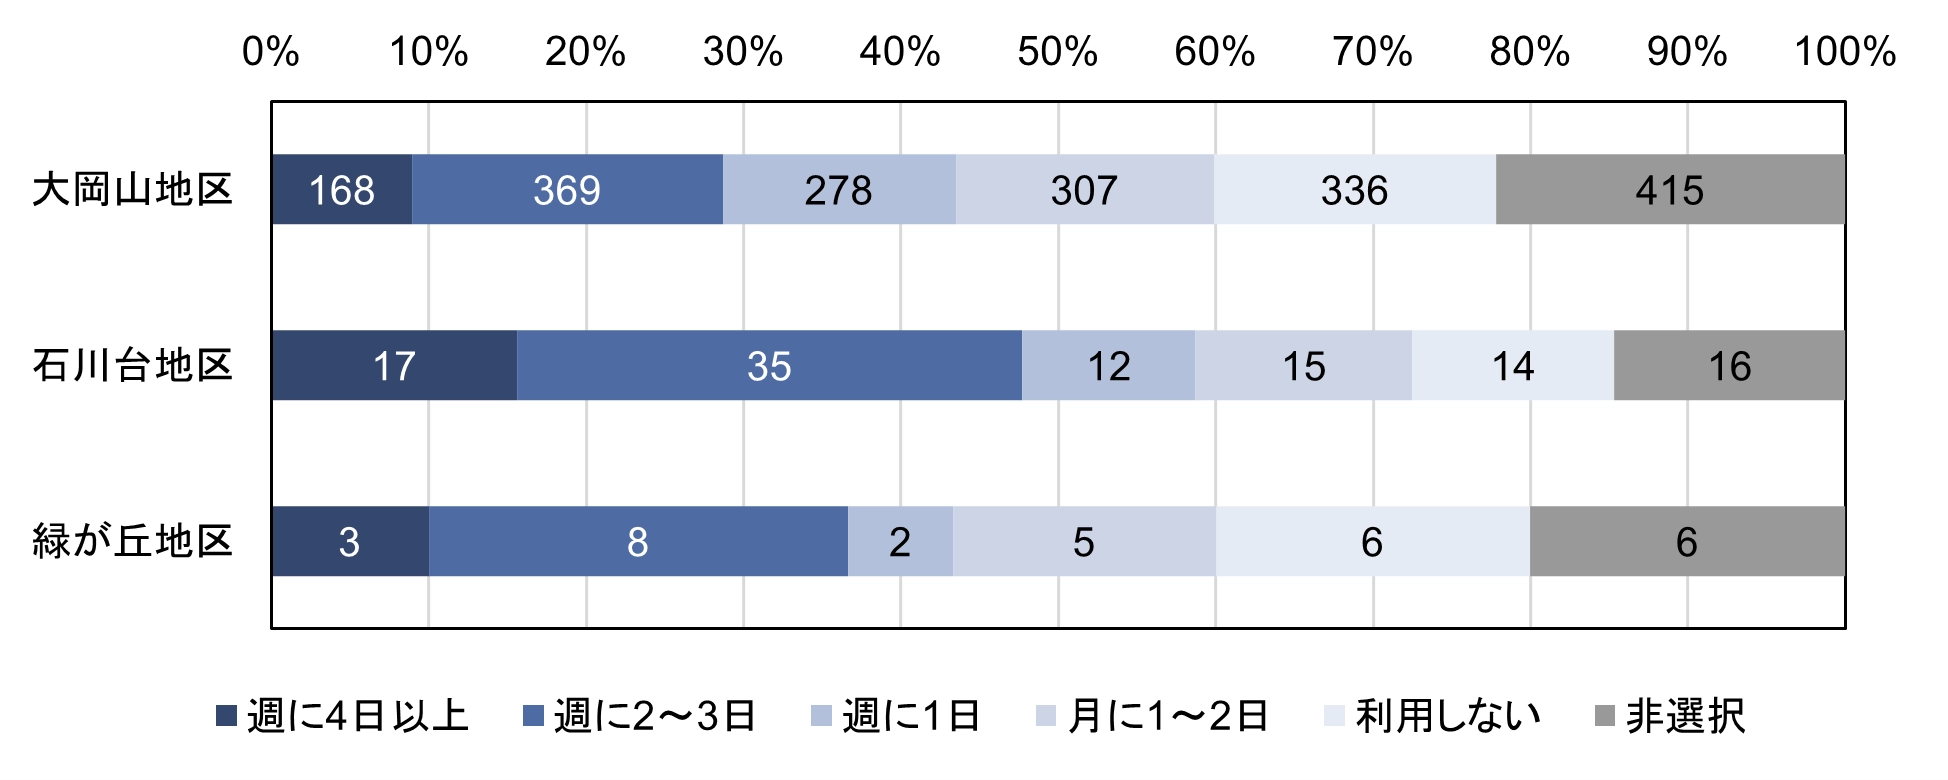 0% 10% 20% 30% 40% 50% 60% 70% 80% 90% 100%
大岡山地区 168 369 278 307 336 415
石川台地区 17 35 12 15 14 16
緑が丘地区 3 8 2 5 6 6
週に4日以上 週に2～3日 週に1日 月に1～2日 利用しない 非選択